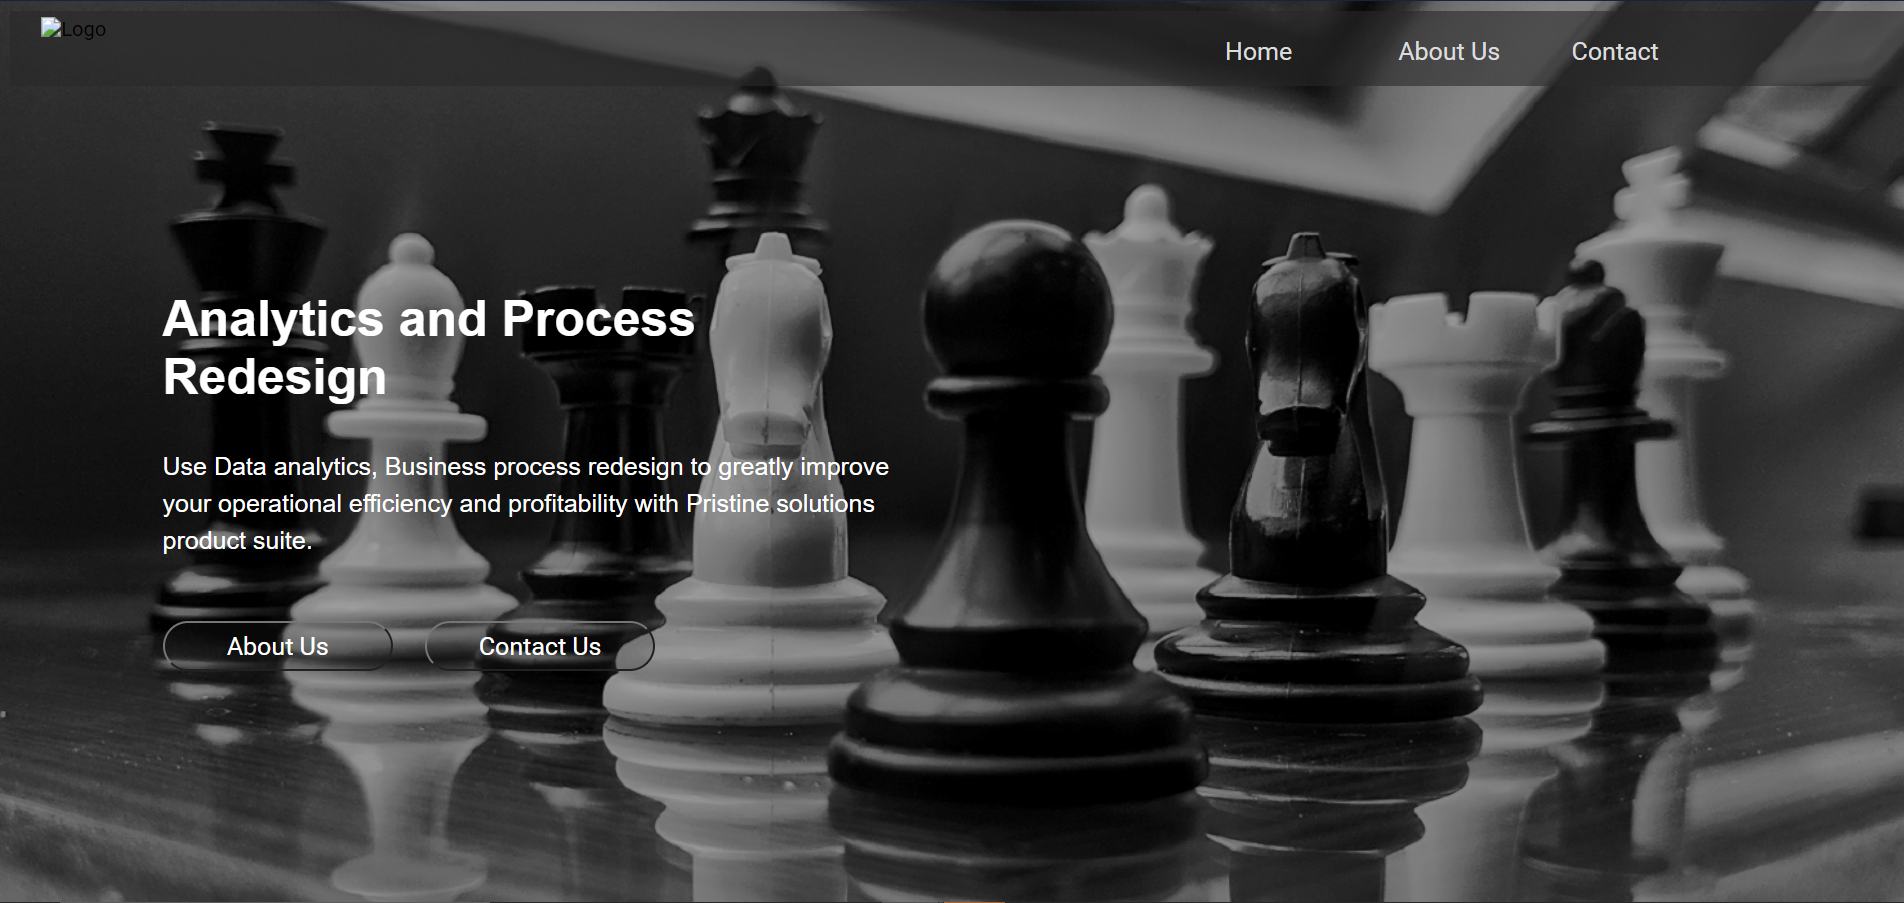 Logo
Home About Us Contact
Analytics and Process
Redesign
Use Data analytics, Business process redesign to greatly improve
your operational efficiency and profitability with Pristine solutions
product suite.
About Us Contact Us